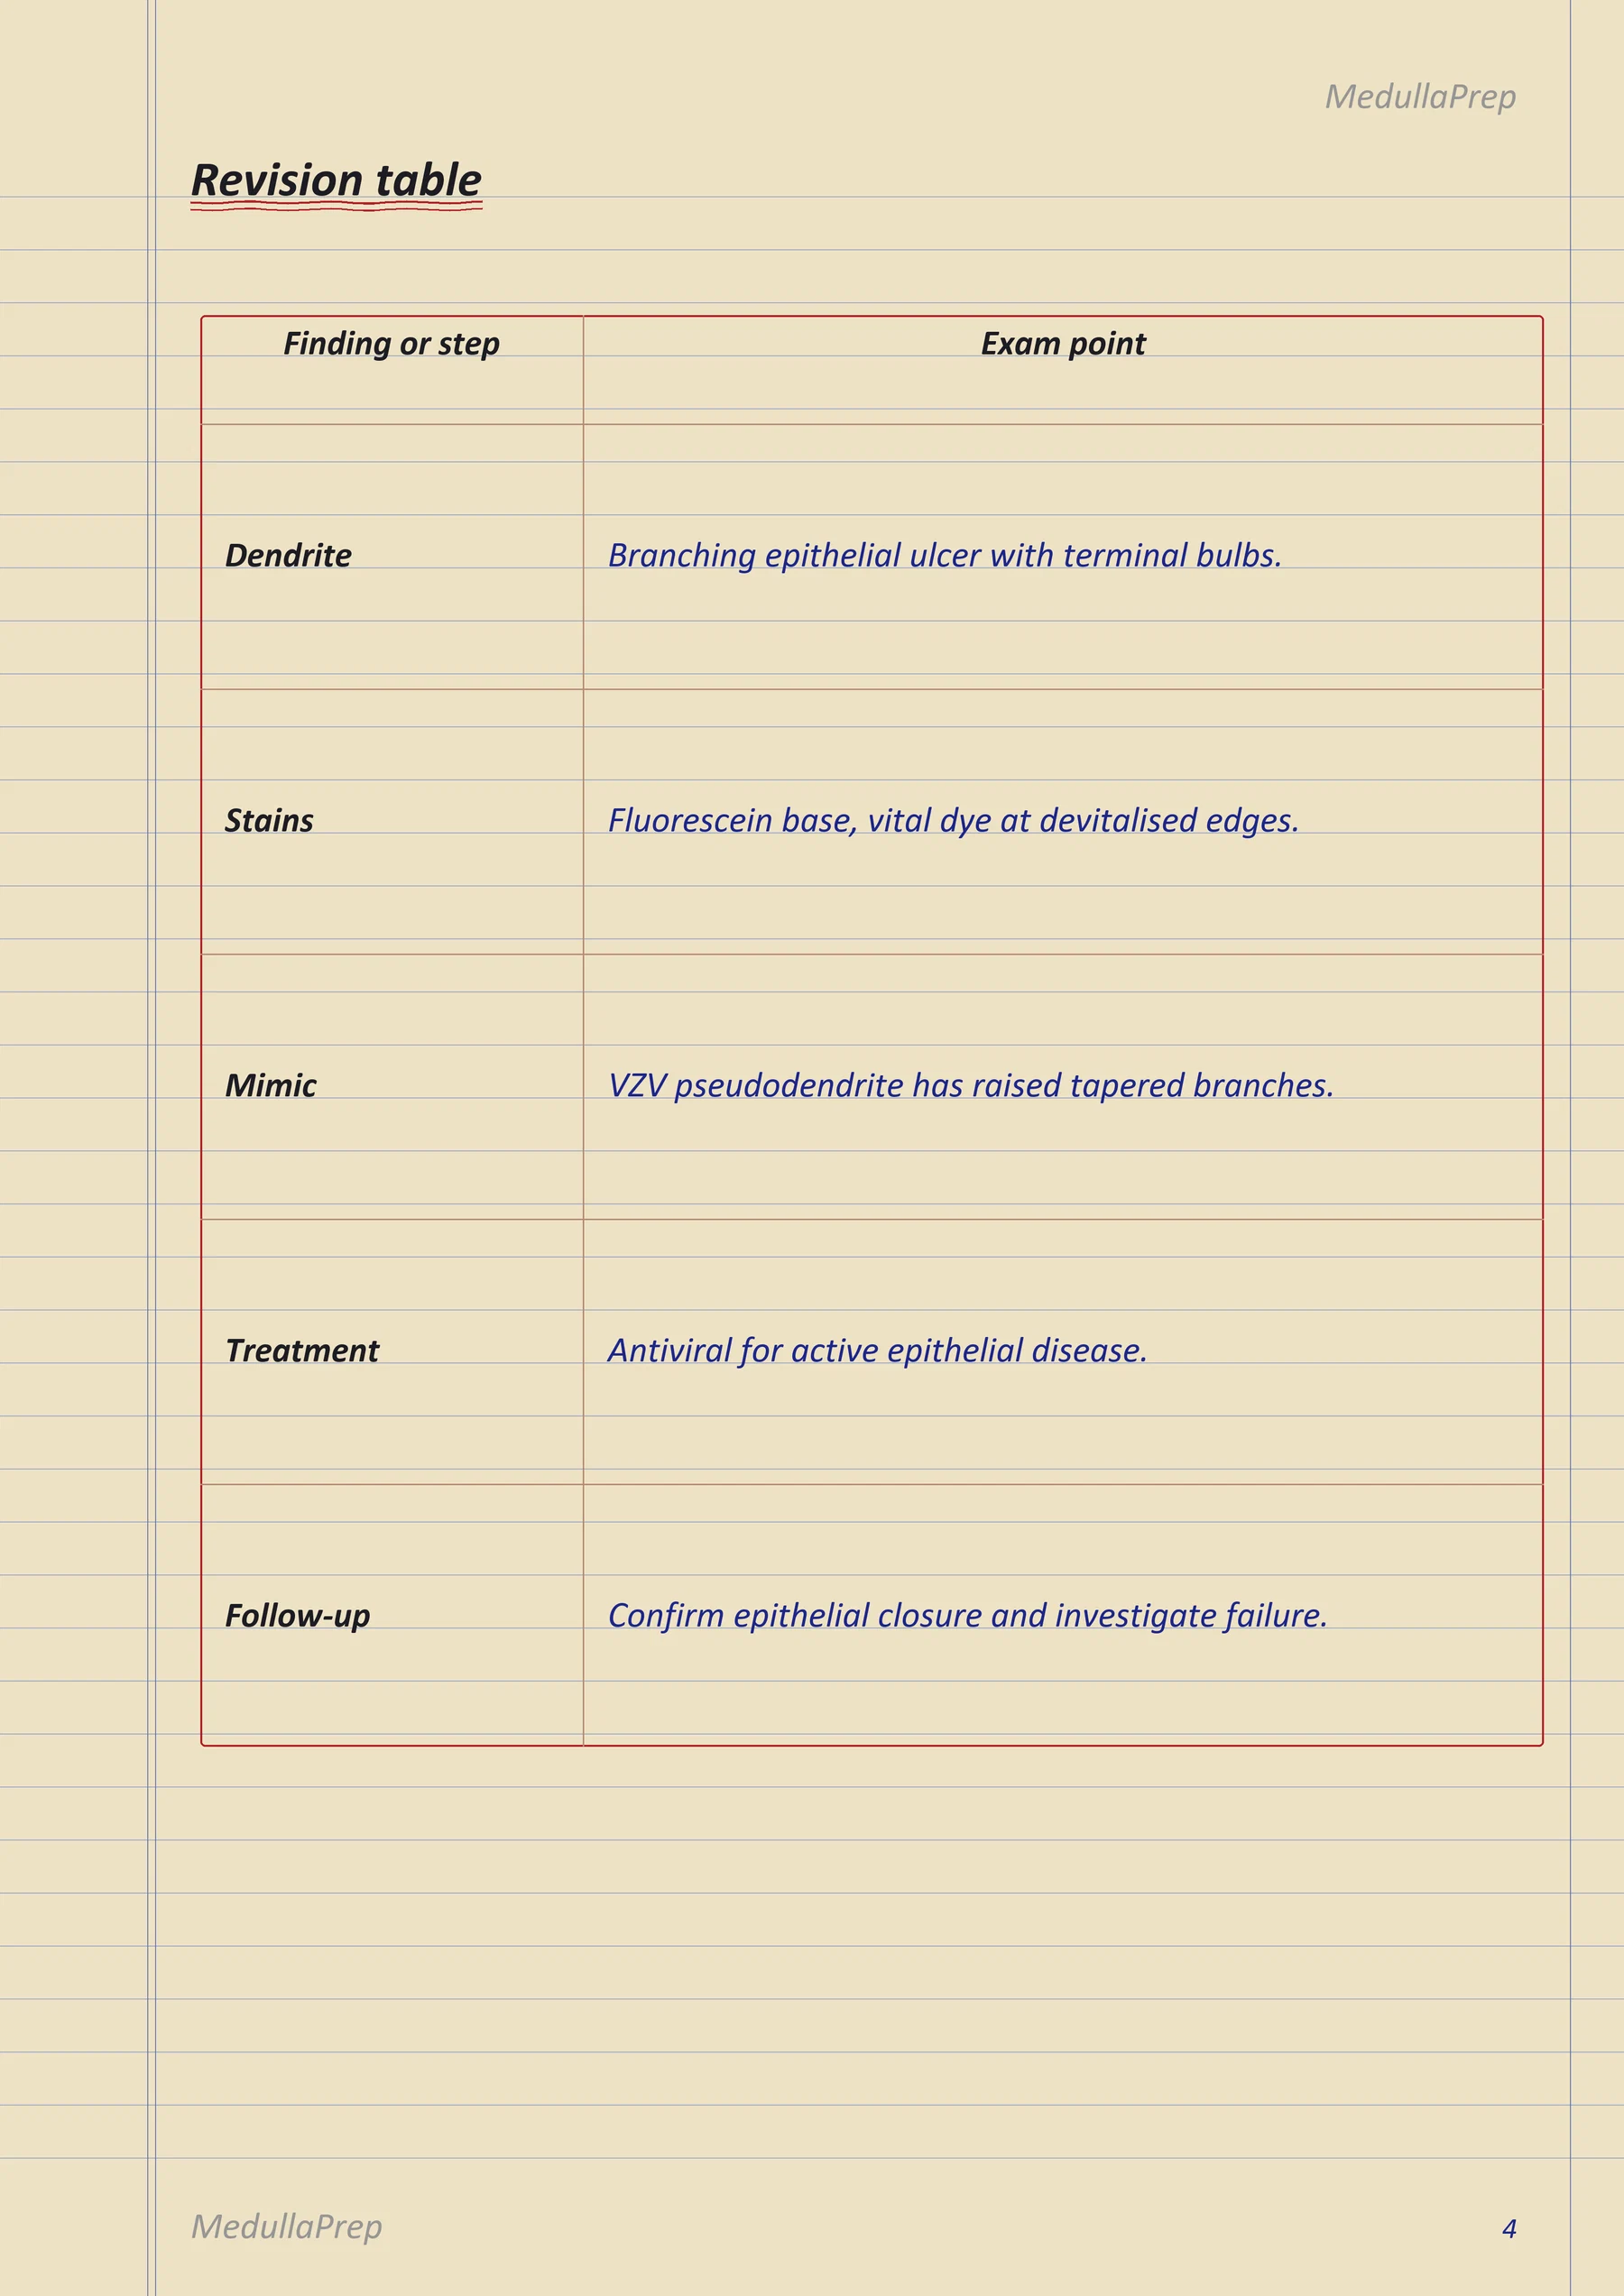 MedullaPrep
Revision table
Finding or step
Exam point
Dendrite
Branching epithelial ulcer with terminal bulbs.
Stains
Fluorescein base, vital dye at devitalised edges.
Mimic
VZV pseudodendrite has raised tapered branches.
Treatment
Antiviral for active epithelial disease.
Follow-up
Confirm epithelial closure and investigate failure.
MedullaPrep
4